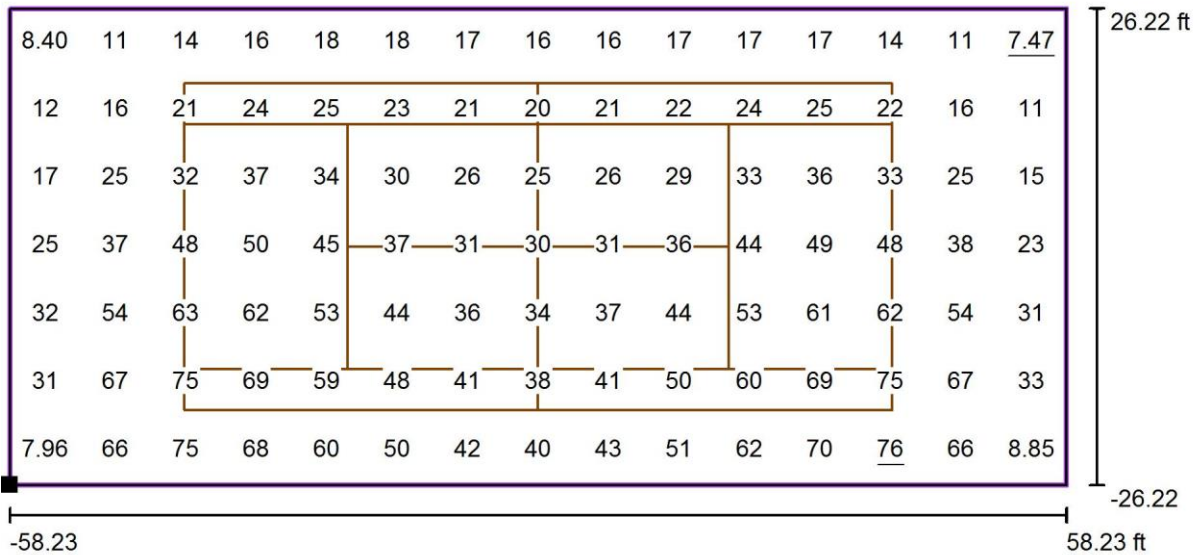 26.22 ft
8.40 11 14 16 18 18 17 16 16 17 17 17 14 11 7.47
12 16 21 24 25 23 21 20 21 22 24 25 22 16 11
17 25 32 37 34 30 26 25 26 29 33 36 33 25 15
25 37 48 50 45 37 31 30 31 36 44 49 48 38 23
32 54 63 62 53 44 36 34 37 44 53 61 62 54 31
31 67 75 69 59 48 41 38 41 50 60 69 75 67 33
7.96 66 75 68 60 50 42 40 43 51 62 70 76 66 8.85
-26.22
-58.23 58.23 ft